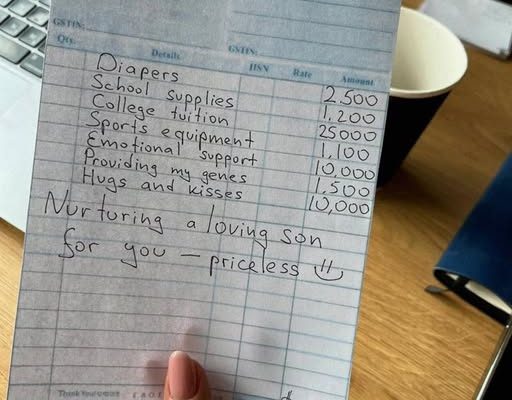 GSTIN:
GSTIN:
Qty. Details HSN Rate Amount
Diapers 2,500
School supplies 1,200
College tuition 25000
Sports equipment 1,100
Emotional support 10,000
Providing my genes 1,500
Hugs and kisses 10,000
Nurturing a loving son
for you – priceless
Thank You E & O.E